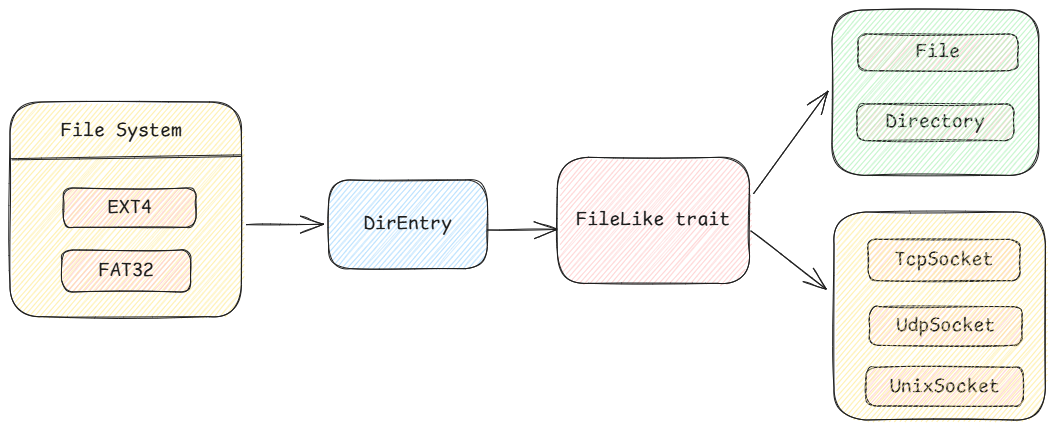 File System
EXT4
FAT32
DirEntry
FileLike trait
File
Directory
TcpSocket
UdpSocket
UnixSocket